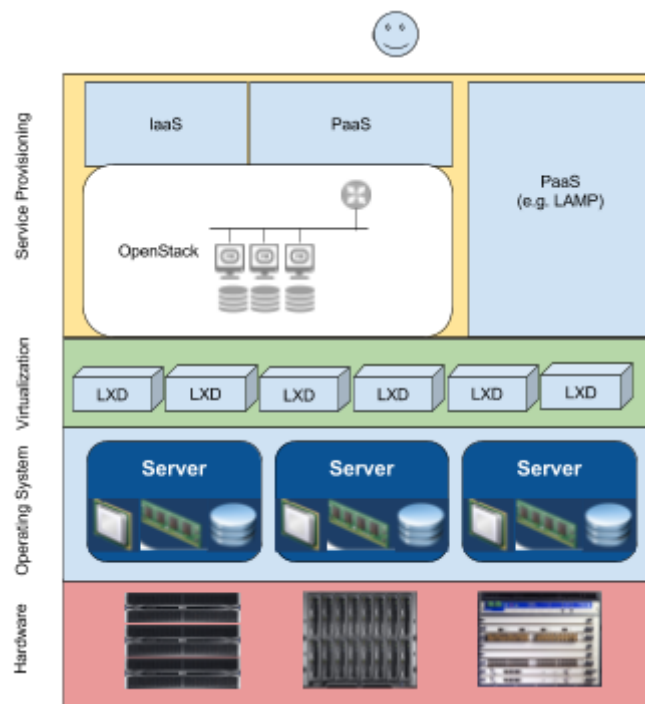 Service Provisioning
IaaS
PaaS
PaaS
(e.g. LAMP)
OpenStack
Virtualization
LXD
LXD
LXD
LXD
LXD
LXD
Operating System
Server
Server
Server
Hardware